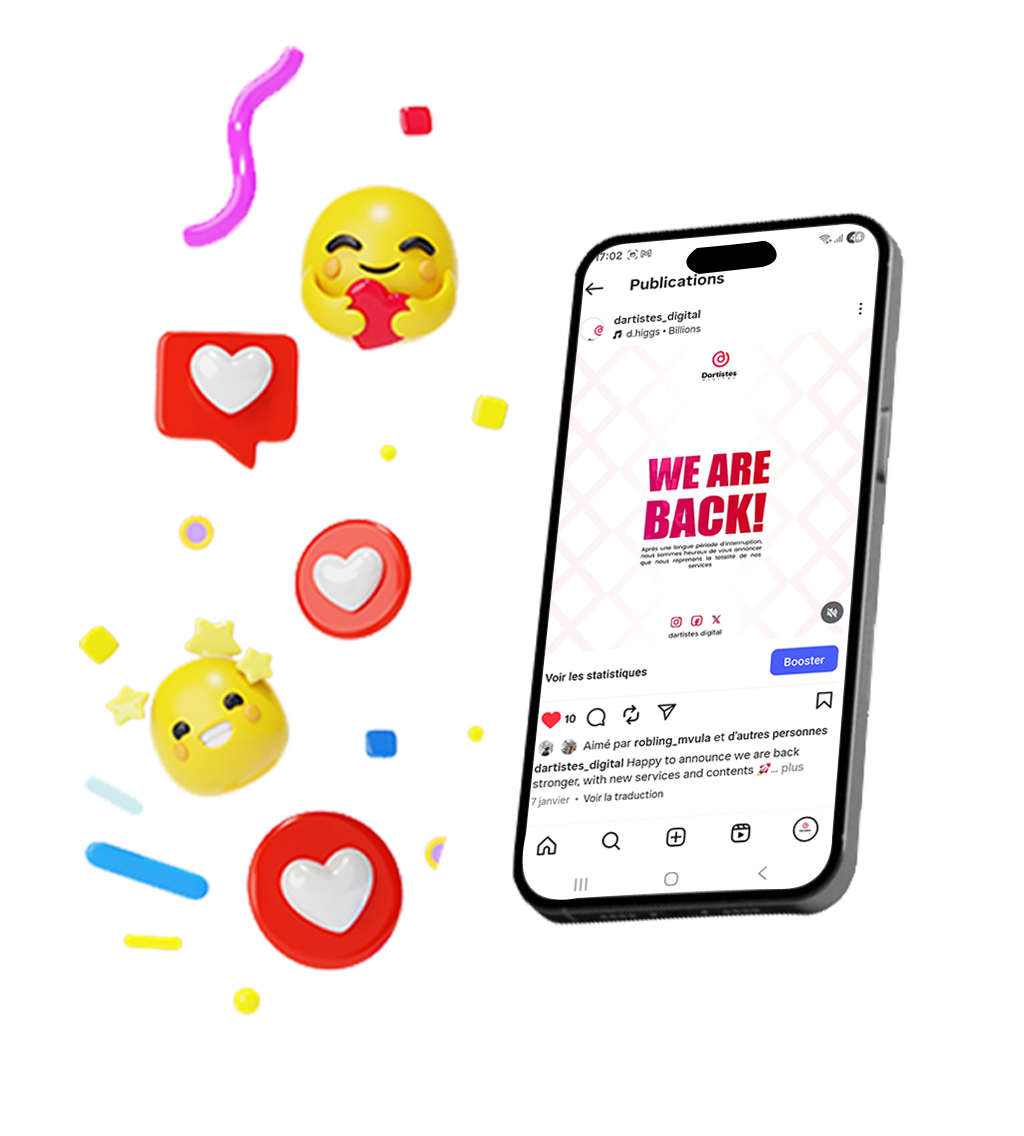 17:02
44
Publications
dartistes_digital
d.higgs • Billions
Dartistes
DIGITAL
WE ARE
BACK!
Après une longue période d'interruption,
nous sommes heureux de vous annoncer
que nous reprenons la totalité de nos
services
dartistes digital
Voir les statistiques
Booster
10
Aimé par robling_mvula et d'autres personnes
dartistes_digital Happy to announce we are back
stronger, with new services and contents 🚀... plus
7 janvier • Voir la traduction